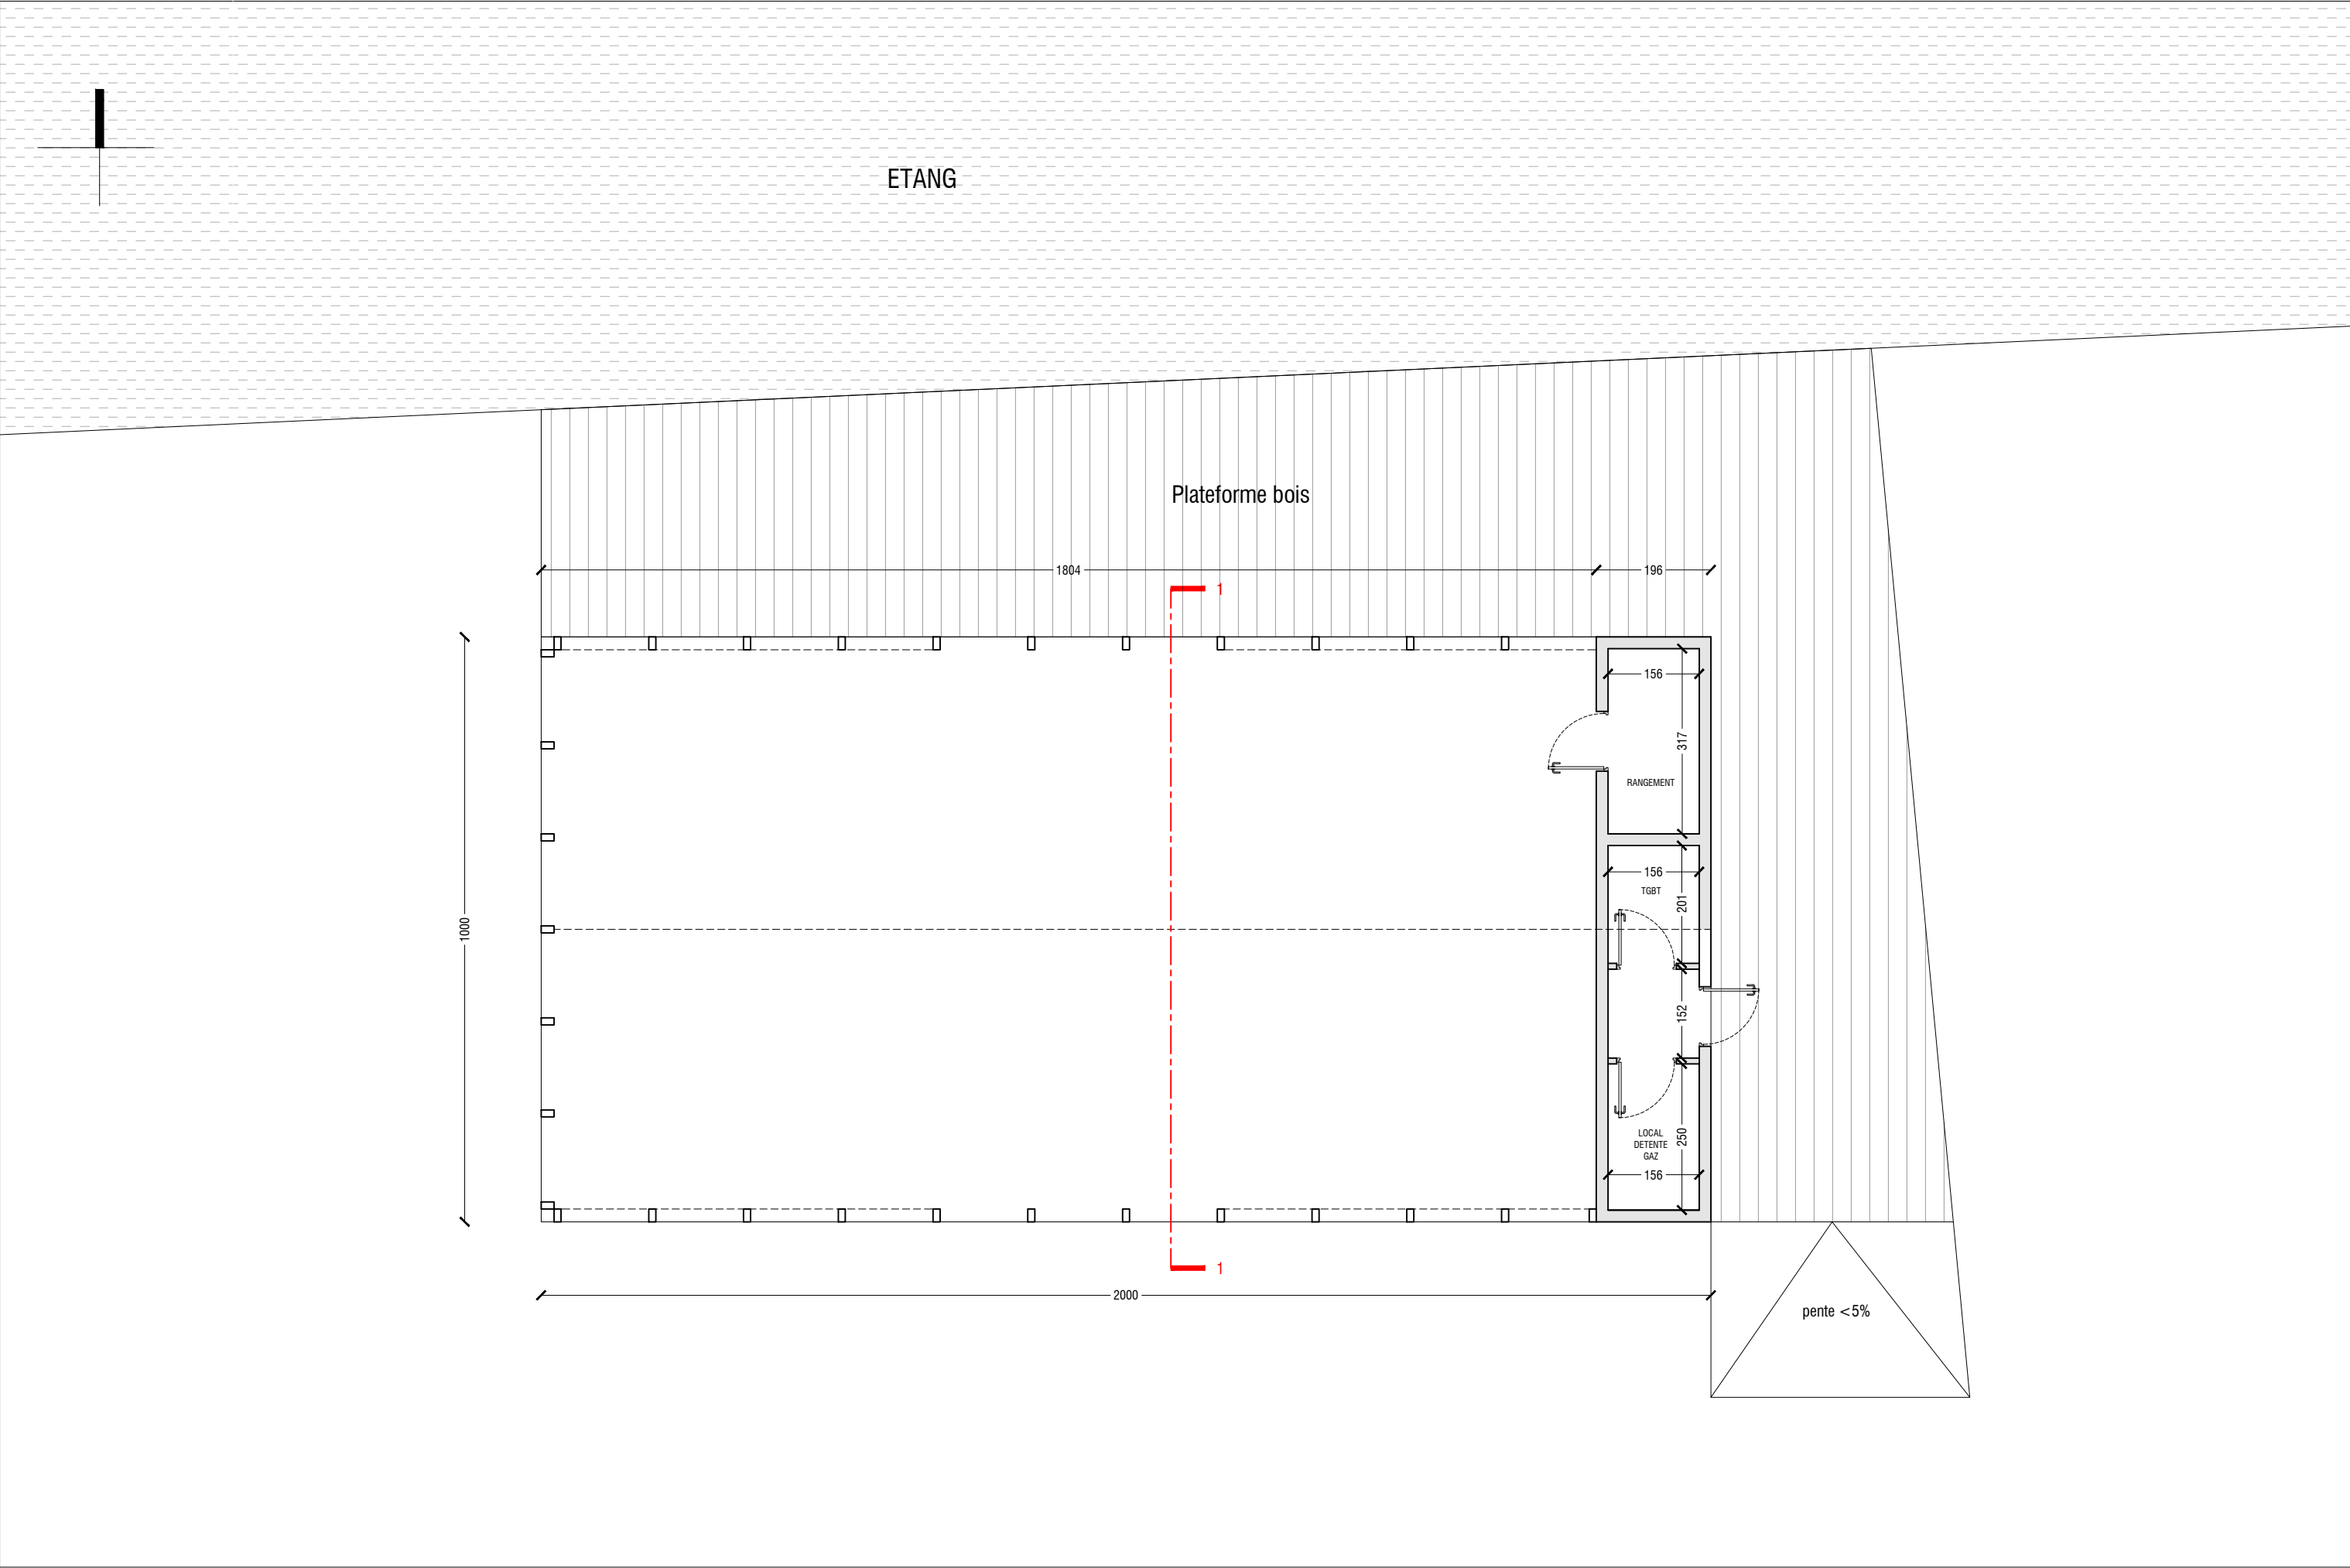 ETANG
Plateforme bois
1804
196
1
156
317
RANGEMENT
156
TGBT
201
1000
152
LOCAL
DETENTE
GAZ
250
156
1
2000
pente <5%